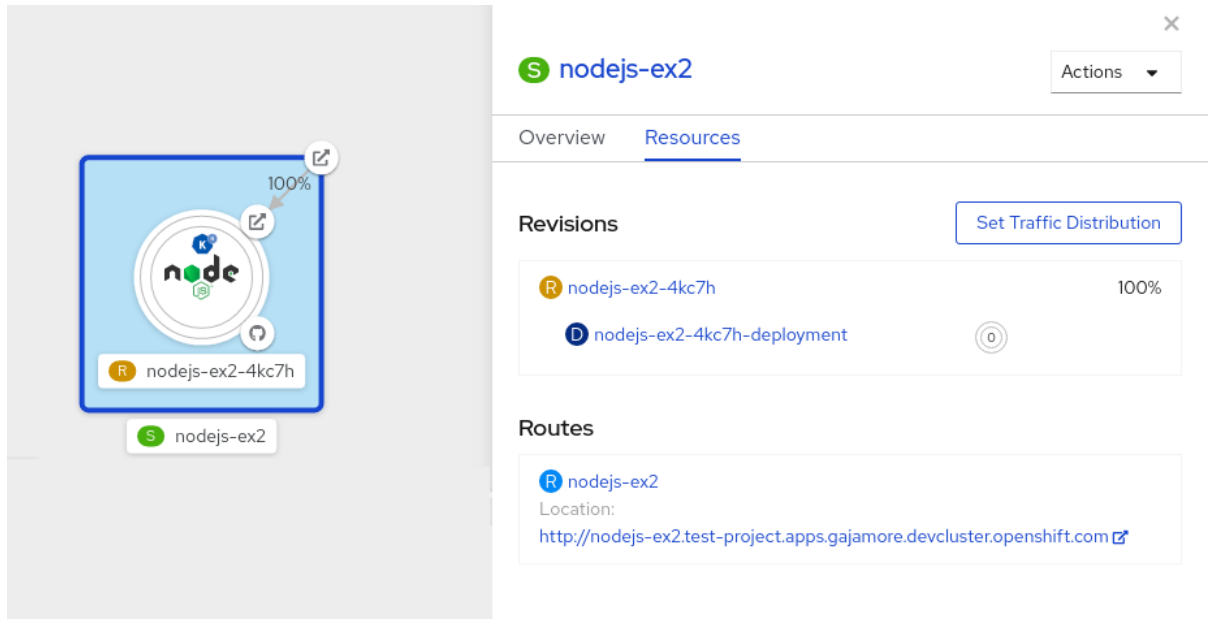 100%
K
node
JS
R nodejs-ex2-4kc7h
S nodejs-ex2
S nodejs-ex2
Actions
Overview Resources
Revisions
Set Traffic Distribution
R nodejs-ex2-4kc7h 100%
D nodejs-ex2-4kc7h-deployment 0
Routes
R nodejs-ex2
Location:
http://nodejs-ex2.test-project.apps.gajamore.devcluster.openshift.com